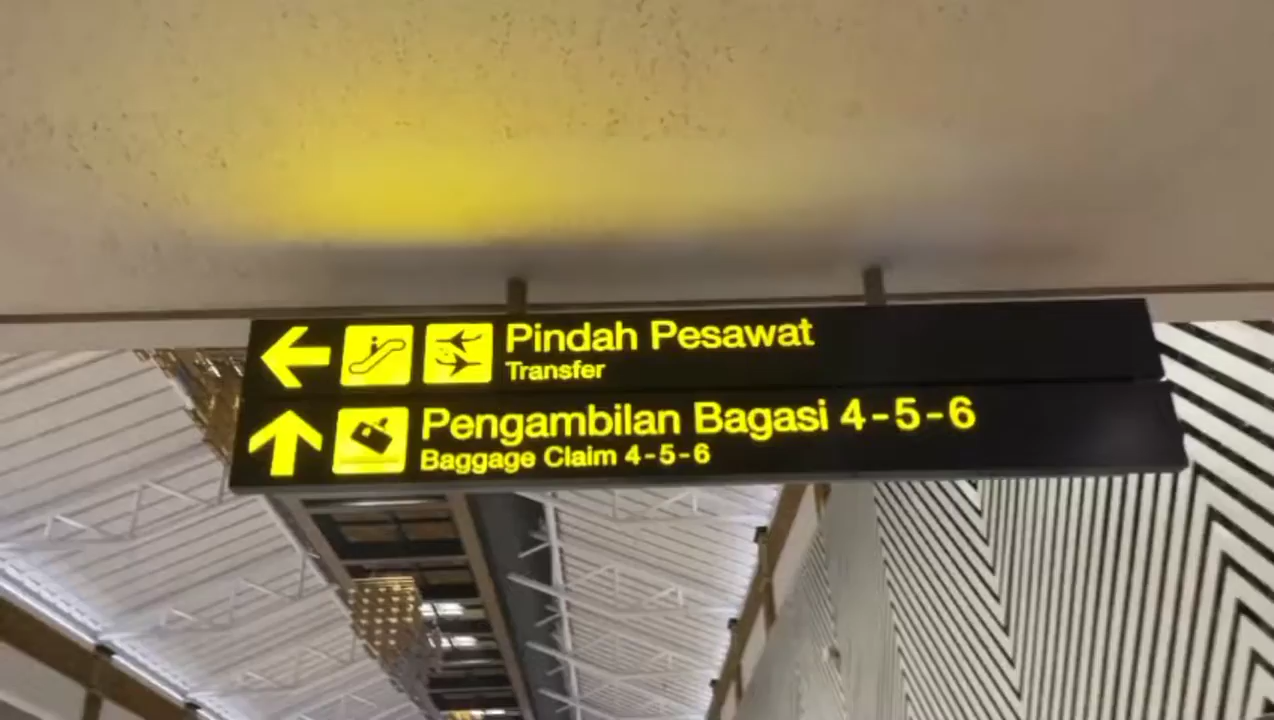 Pindah Pesawat
Transfer
Pengambilan Bagasi 4-5-6
Baggage Claim 4-5-6